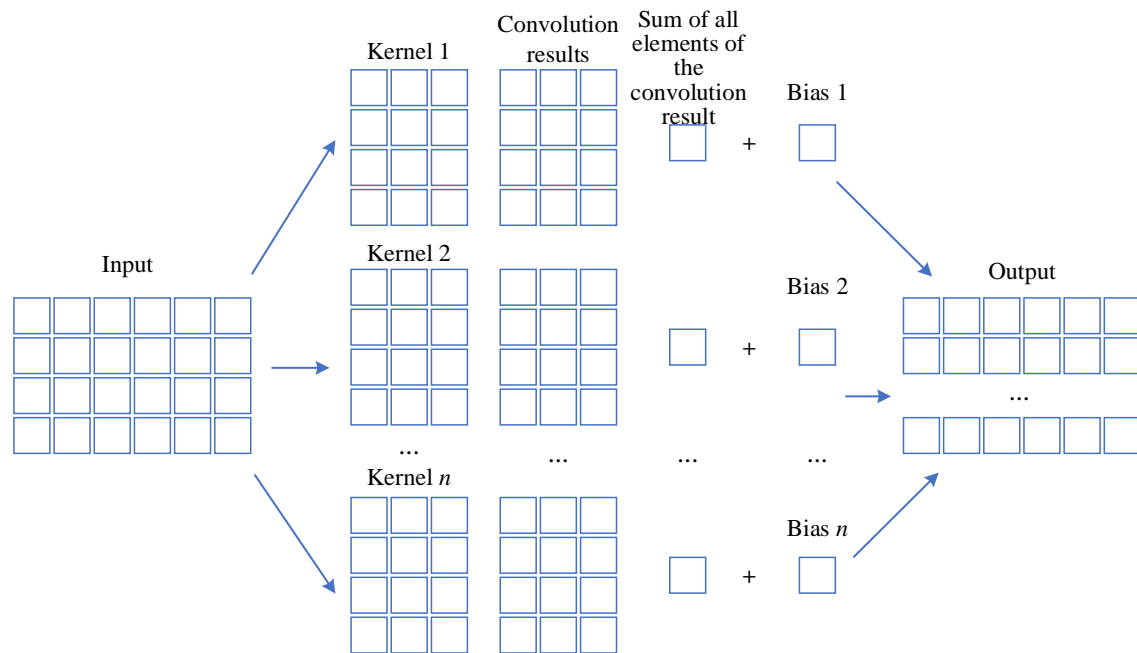 Kernel 1
Convolution
results
Sum of all
elements of
the
convolution
result
Bias 1
+
Input
Kernel 2
Bias 2
+
Output
...
...
...
...
...
Kernel n
Bias n
+